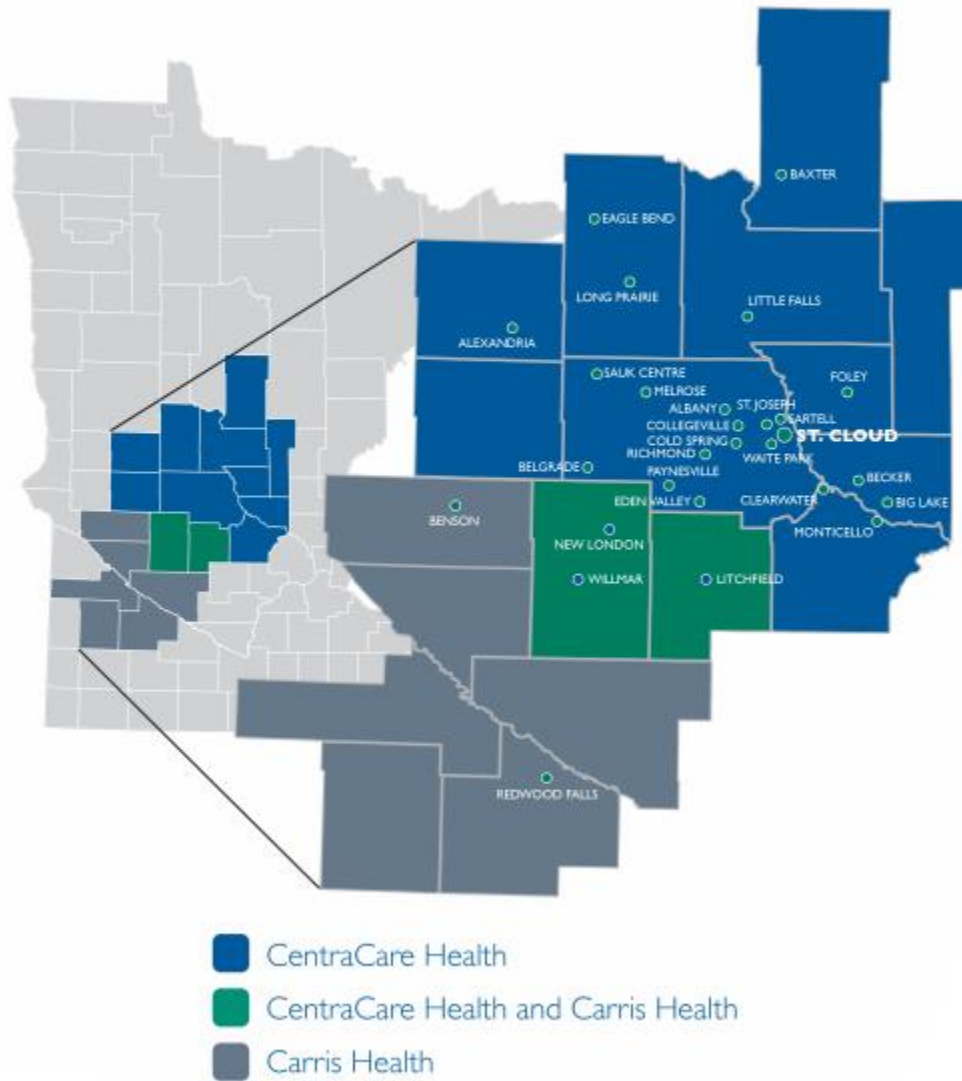 BAXTER
EAGLE BEND
LONG PRAIRIE
LITTLE FALLS
ALEXANDRIA
SAUK CENTRE
FOLEY
MELROSE
ALBANY
ST. JOSEPH
SARTELL
COLLEGEVILLE
ST. CLOUD
COLD SPRING
RICHMOND
WAITE PARK
BELGRADE
PAYNESVILLE
BECKER
EDEN VALLEY
CLEARWATER
BIG LAKE
BENSON
MONTICELLO
NEW LONDON
WILLMAR
LITCHFIELD
REDWOOD FALLS
CentraCare Health
CentraCare Health and Carris Health
Carris Health